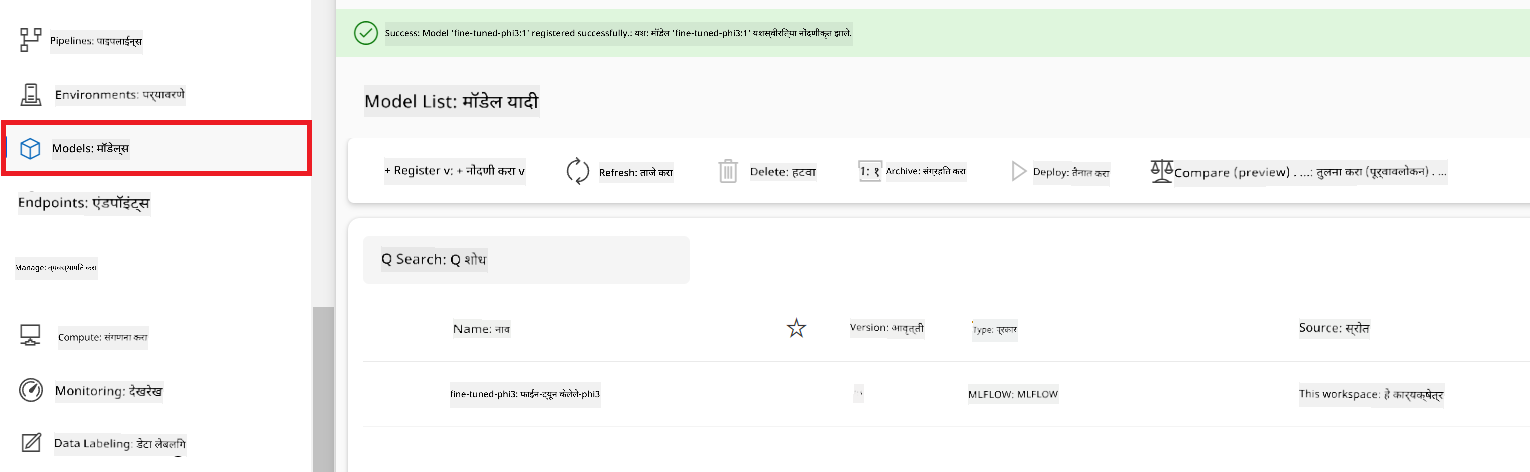 Pipelines: पाइपलाईन्स
Environments: पर्यावरणे
Models: मॉडेल्स
Endpoints: एंडपॉइंट्स
Manage:
Compute: संगणना करा
Monitoring: देखरेख
Data Labeling: डेटा लेबलिंग
Success: Model 'fine-tuned-phi3:1' registered successfully.: यश: मॉडेल 'fine-tuned-phi3:1' यशस्वीरित्या नोंदणीकृत झाले.
Model List: मॉडेल यादी
+ Register v: + नोंदणी करा v
Refresh: ताजे करा
Delete: हटवा
1: १
Archive: संग्रहित करा
Deploy: तैनात करा
Compare (preview) . ...: तुलना करा (पूर्वावलोकन) . ...
Q Search: Q शोध
Name: नाव
Version: आवृत्ती
Type: प्रकार
Source: स्रोत
fine-tuned-phi3: फाईन-ट्यून केलेले-phi3
MLFLOW: MLFLOW
This workspace: हे कार्यक्षेत्र